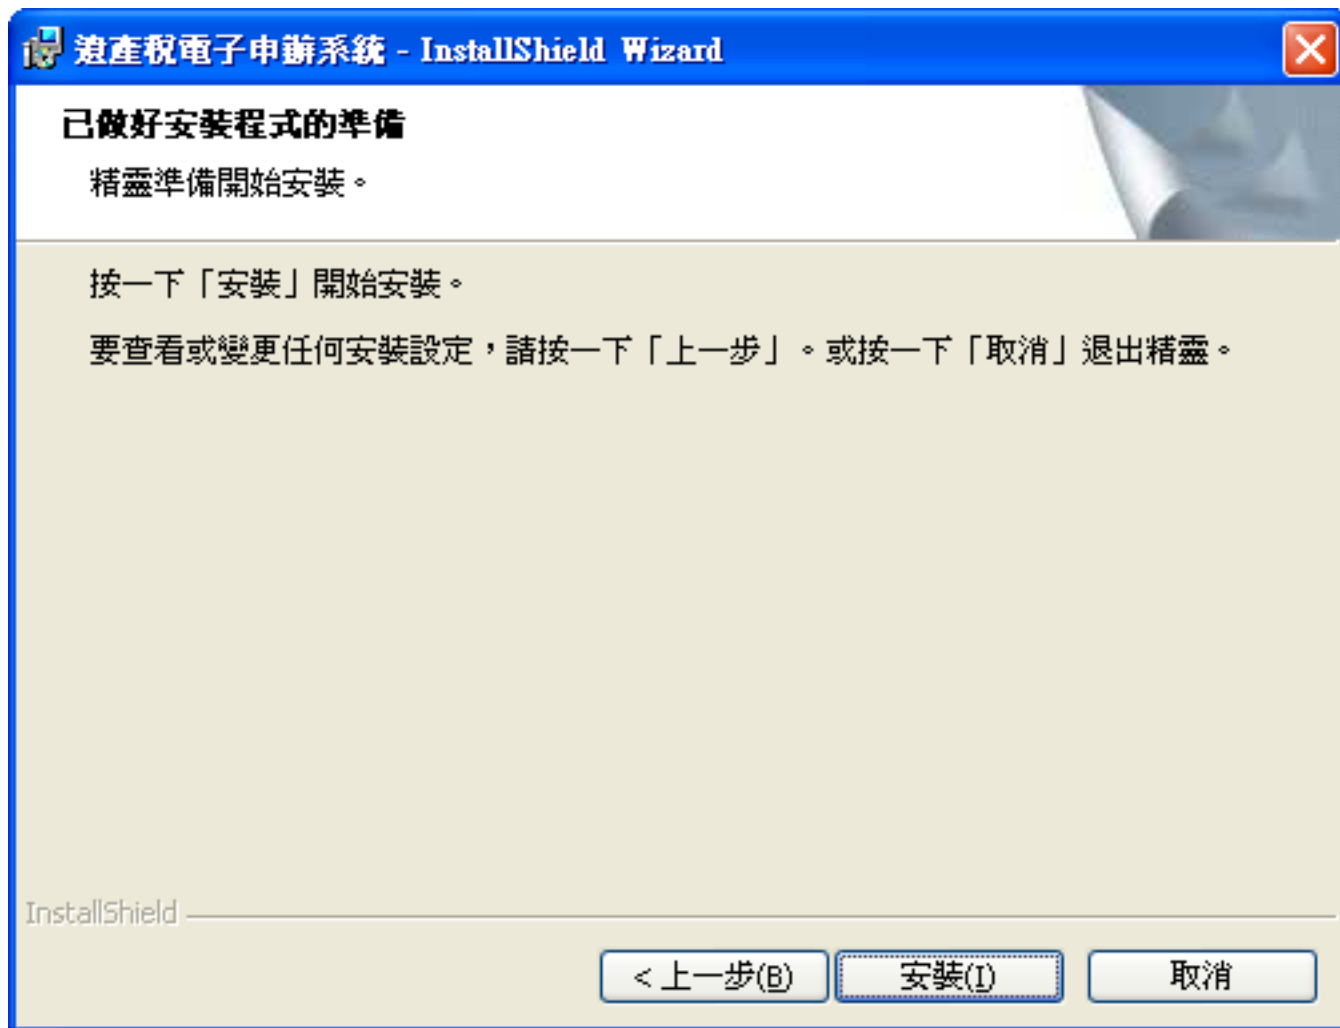 遺產稅電子申辦系統 - InstallShield Wizard
已做好安裝程式的準備
精靈準備開始安裝。
按一下「安裝」開始安裝。
要查看或變更任何安裝設定，請按一下「上一步」。或按一下「取消」退出精靈。
InstallShield
< 上一步(B)
安裝(I)
取消